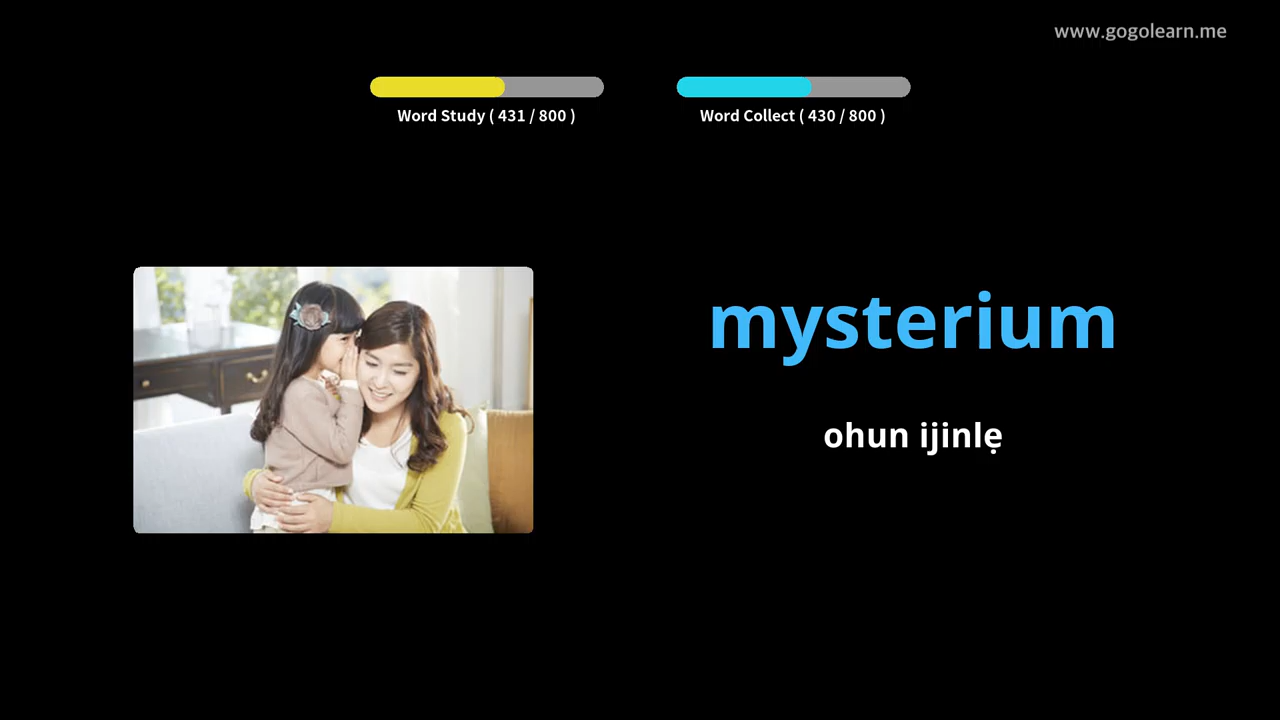 www.gogolearn.me
Word Study ( 431 / 800 )
Word Collect ( 430 / 800 )
mysterium
ohun ijinlẹ